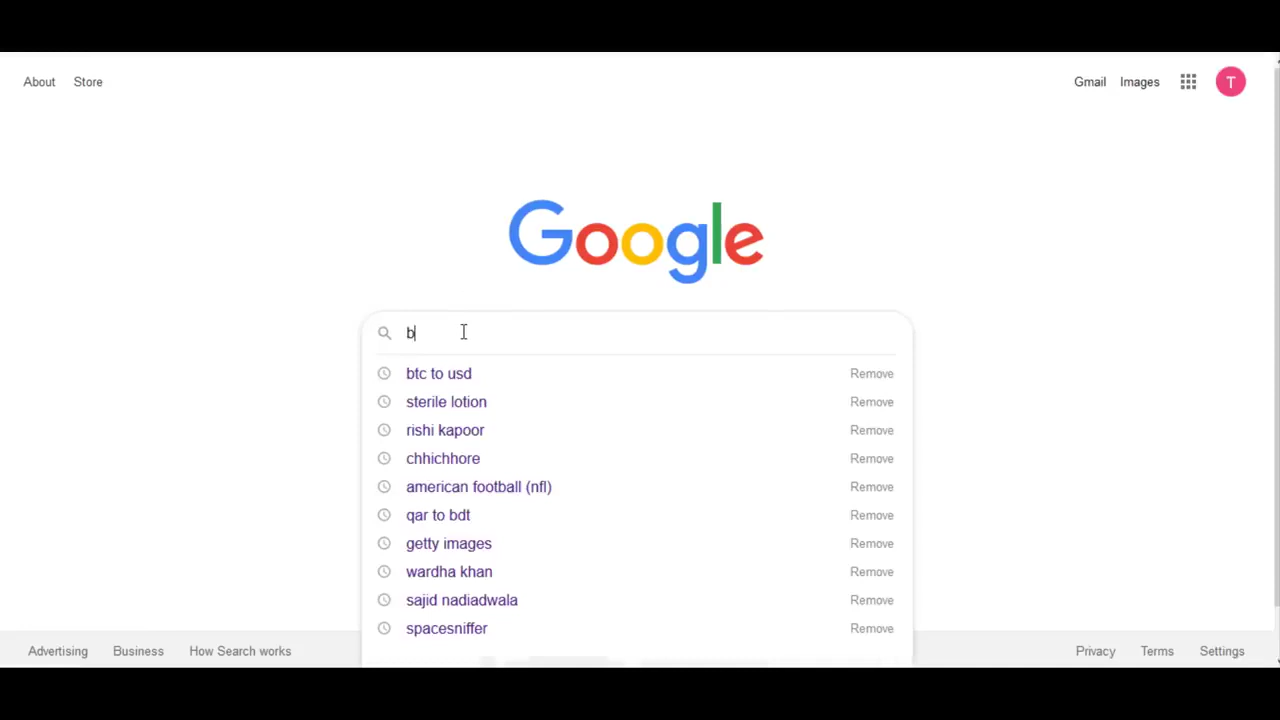 About Store Gmail Images T
Google
b
btc to usd Remove
sterile lotion Remove
rishi kapoor Remove
chhichhore Remove
american football (nfl) Remove
qar to bdt Remove
getty images Remove
wardha khan Remove
sajid nadiadwala Remove
spacesniffer Remove
Advertising Business How Search works Privacy Terms Settings